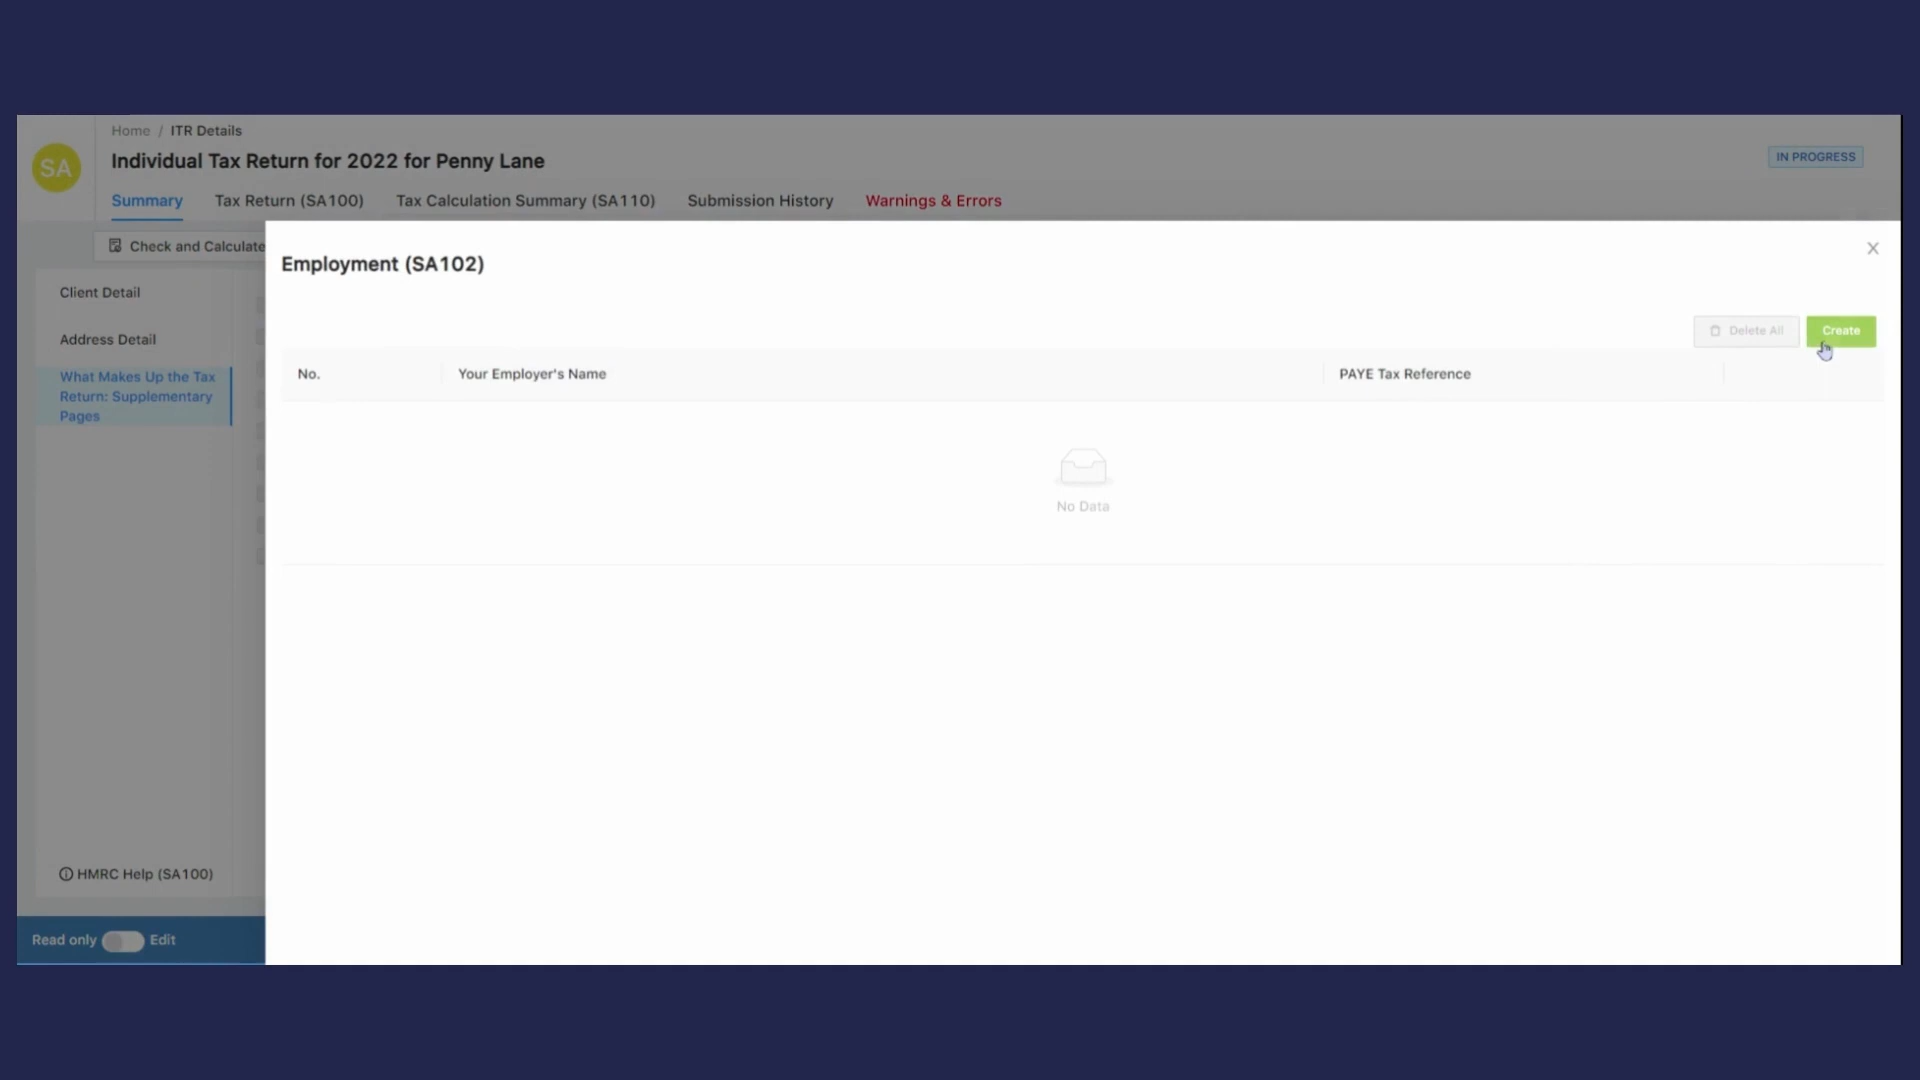 Home / ITR Details
SA
Individual Tax Return for 2022 for Penny Lane
IN PROGRESS
Summary Tax Return (SA100) Tax Calculation Summary (SA110) Submission History Warnings & Errors
Check and Calculate
Employment (SA102)
Client Detail
Address Detail
What Makes Up the Tax
Return: Supplementary
Pages
Delete All Create
No. Your Employer's Name PAYE Tax Reference
No Data
HMRC Help (SA100)
Read only Edit